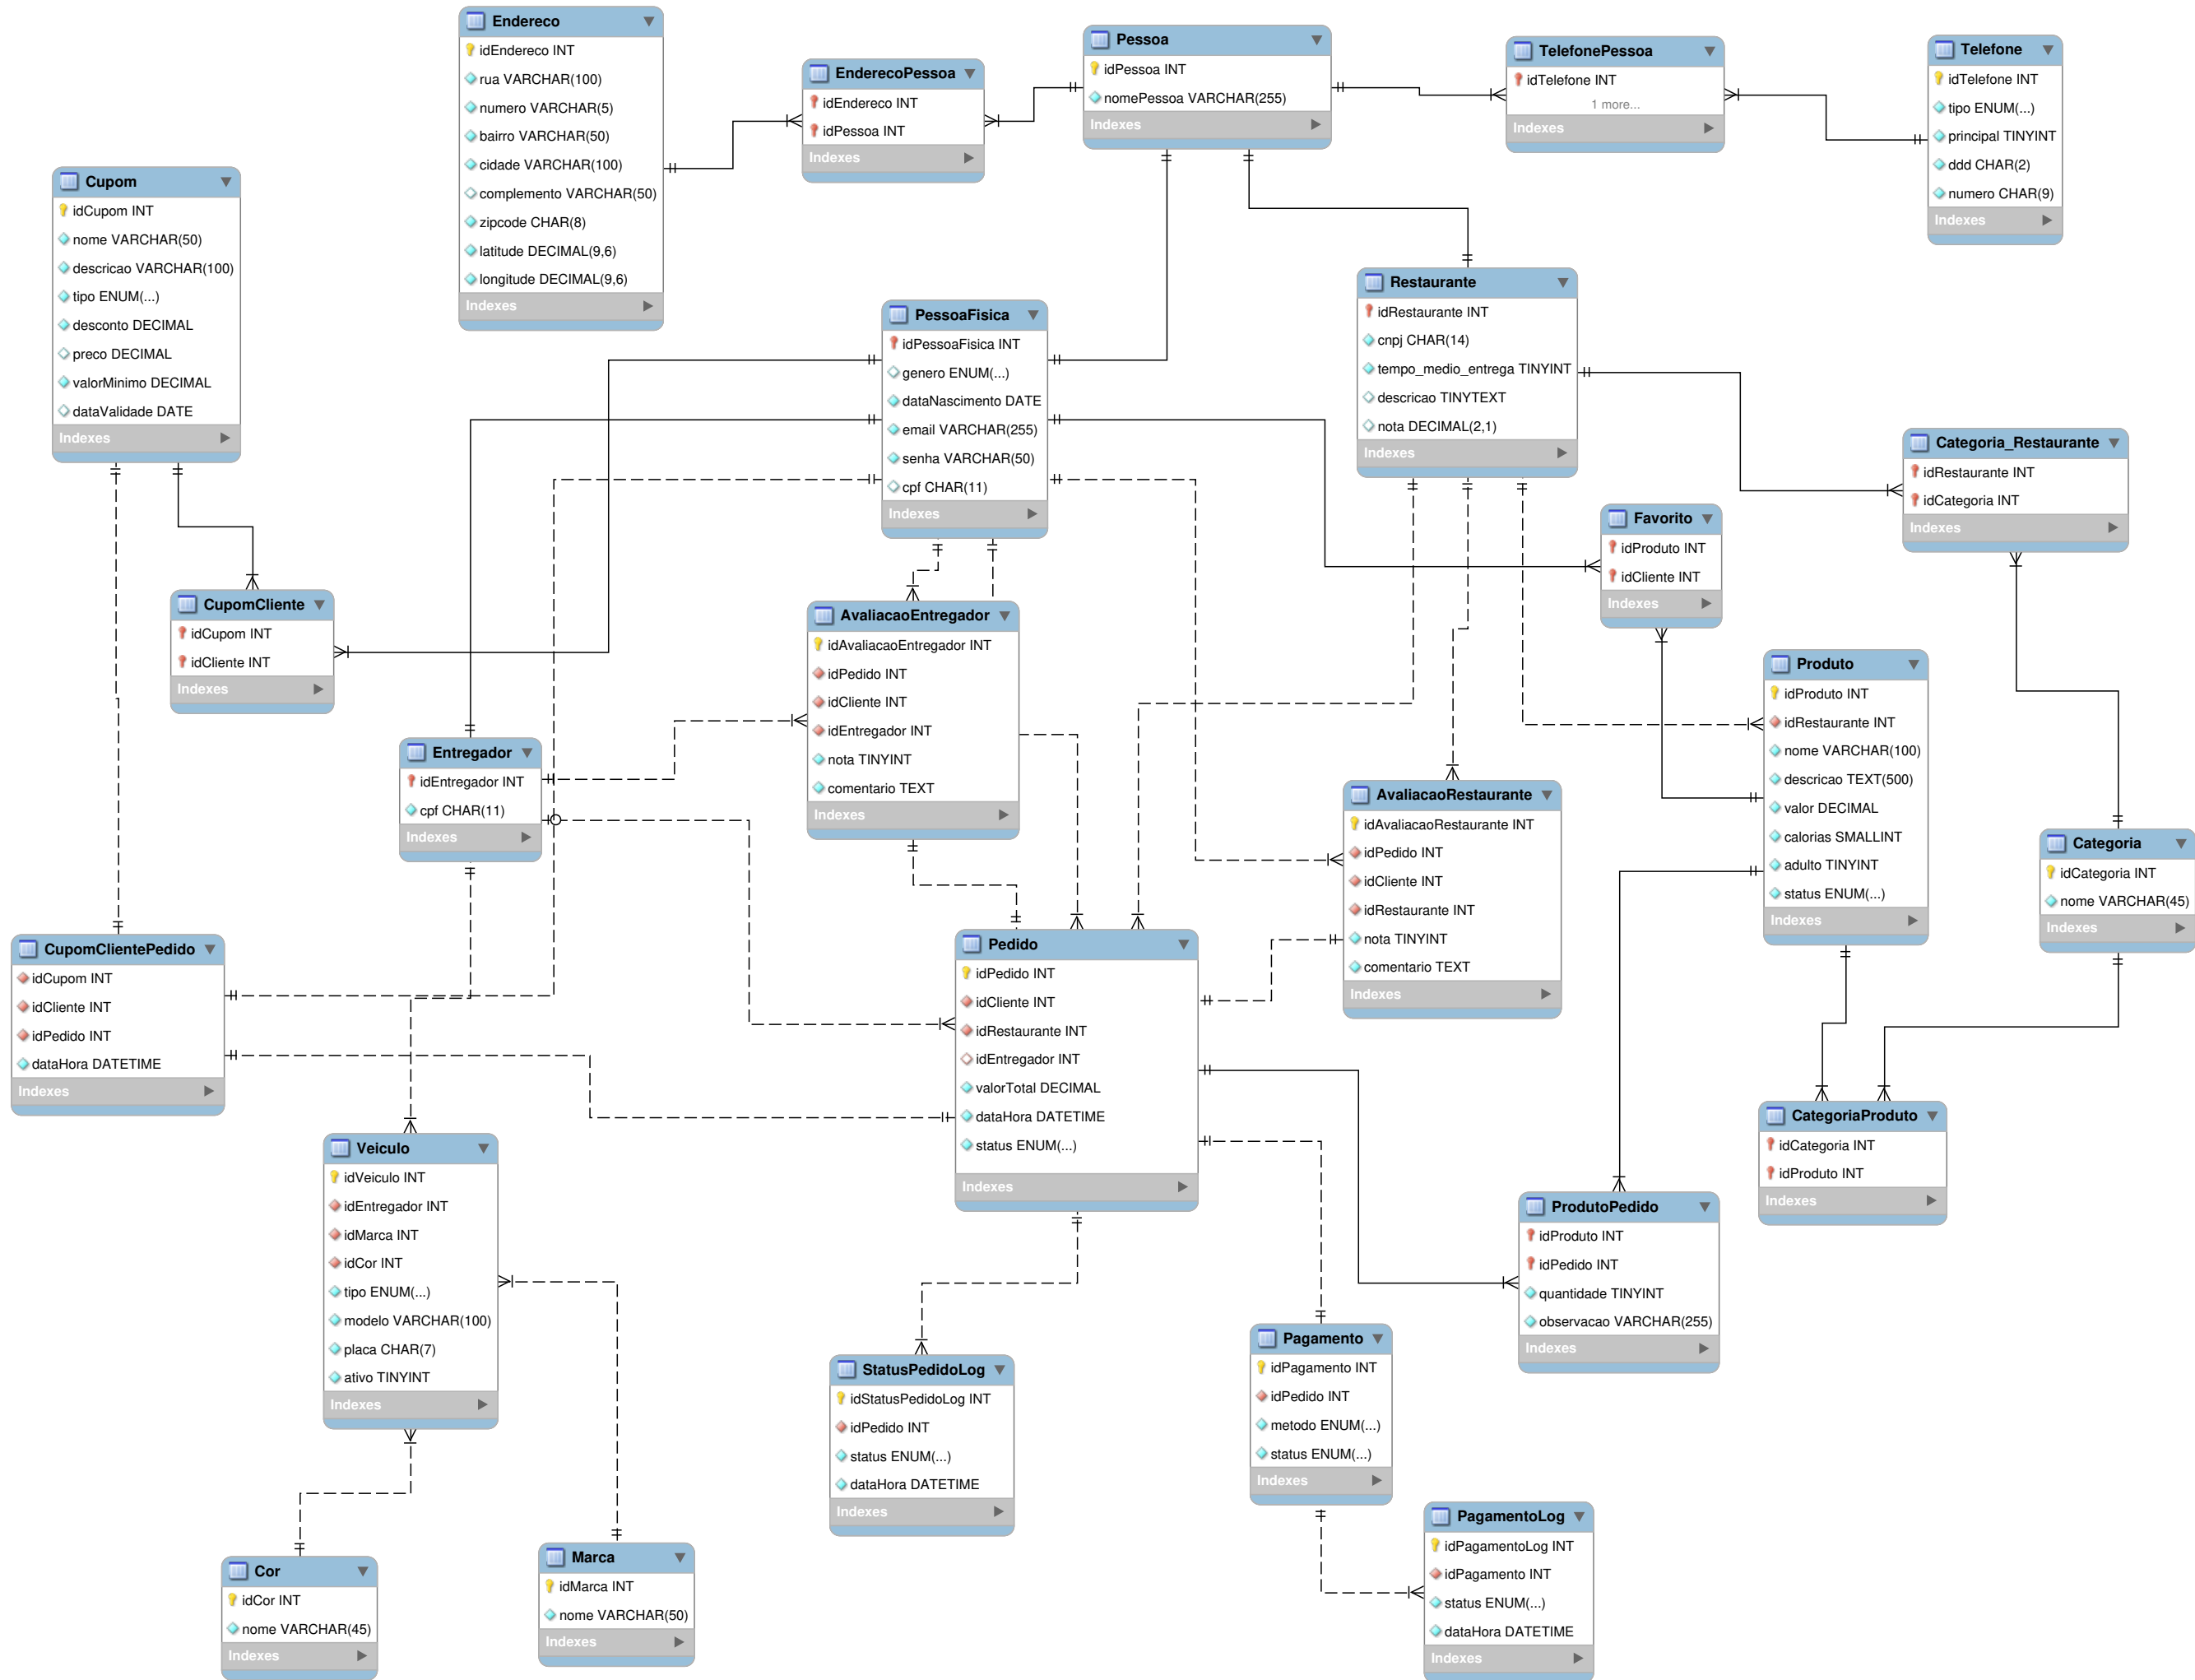 Endereco
idEndereco INT
rua VARCHAR(100)
numero VARCHAR(5)
bairro VARCHAR(50)
cidade VARCHAR(100)
complemento VARCHAR(50)
zipcode CHAR(8)
latitude DECIMAL(9,6)
longitude DECIMAL(9,6)
Indexes
EnderecoPessoa
idEndereco INT
idPessoa INT
Indexes
Pessoa
idPessoa INT
nomePessoa VARCHAR(255)
Indexes
TelefonePessoa
idTelefone INT
1 more...
Indexes
Telefone
idTelefone INT
tipo ENUM(...)
principal TINYINT
ddd CHAR(2)
numero CHAR(9)
Indexes
Cupom
idCupom INT
nome VARCHAR(50)
descricao VARCHAR(100)
tipo ENUM(...)
desconto DECIMAL
preco DECIMAL
valorMinimo DECIMAL
dataValidade DATE
Indexes
PessoaFisica
idPessoaFisica INT
genero ENUM(...)
dataNascimento DATE
email VARCHAR(255)
senha VARCHAR(50)
cpf CHAR(11)
Indexes
Restaurante
idRestaurante INT
cnpj CHAR(14)
tempo_medio_entrega TINYINT
descricao TINYTEXT
nota DECIMAL(2,1)
Indexes
Categoria_Restaurante
idRestaurante INT
idCategoria INT
Indexes
Favorito
idProduto INT
idCliente INT
Indexes
CupomCliente
idCupom INT
idCliente INT
Indexes
AvaliacaoEntregador
idAvaliacaoEntregador INT
idPedido INT
idCliente INT
idEntregador INT
nota TINYINT
comentario TEXT
Indexes
Produto
idProduto INT
idRestaurante INT
nome VARCHAR(100)
descricao TEXT(500)
valor DECIMAL
calorias SMALLINT
adulto TINYINT
status ENUM(...)
Indexes
Entregador
idEntregador INT
cpf CHAR(11)
Indexes
AvaliacaoRestaurante
idAvaliacaoRestaurante INT
idPedido INT
idCliente INT
idRestaurante INT
nota TINYINT
comentario TEXT
Indexes
Categoria
idCategoria INT
nome VARCHAR(45)
Indexes
CupomClientePedido
idCupom INT
idCliente INT
idPedido INT
dataHora DATETIME
Indexes
Pedido
idPedido INT
idCliente INT
idRestaurante INT
idEntregador INT
valorTotal DECIMAL
dataHora DATETIME
status ENUM(...)
Indexes
CategoriaProduto
idCategoria INT
idProduto INT
Indexes
Veiculo
idVeiculo INT
idEntregador INT
idMarca INT
idCor INT
tipo ENUM(...)
modelo VARCHAR(100)
placa CHAR(7)
ativo TINYINT
Indexes
ProdutoPedido
idProduto INT
idPedido INT
quantidade TINYINT
observacao VARCHAR(255)
Indexes
StatusPedidoLog
idStatusPedidoLog INT
idPedido INT
status ENUM(...)
dataHora DATETIME
Indexes
Pagamento
idPagamento INT
idPedido INT
metodo ENUM(...)
status ENUM(...)
Indexes
PagamentoLog
idPagamentoLog INT
idPagamento INT
status ENUM(...)
dataHora DATETIME
Indexes
Cor
idCor INT
nome VARCHAR(45)
Indexes
Marca
idMarca INT
nome VARCHAR(50)
Indexes